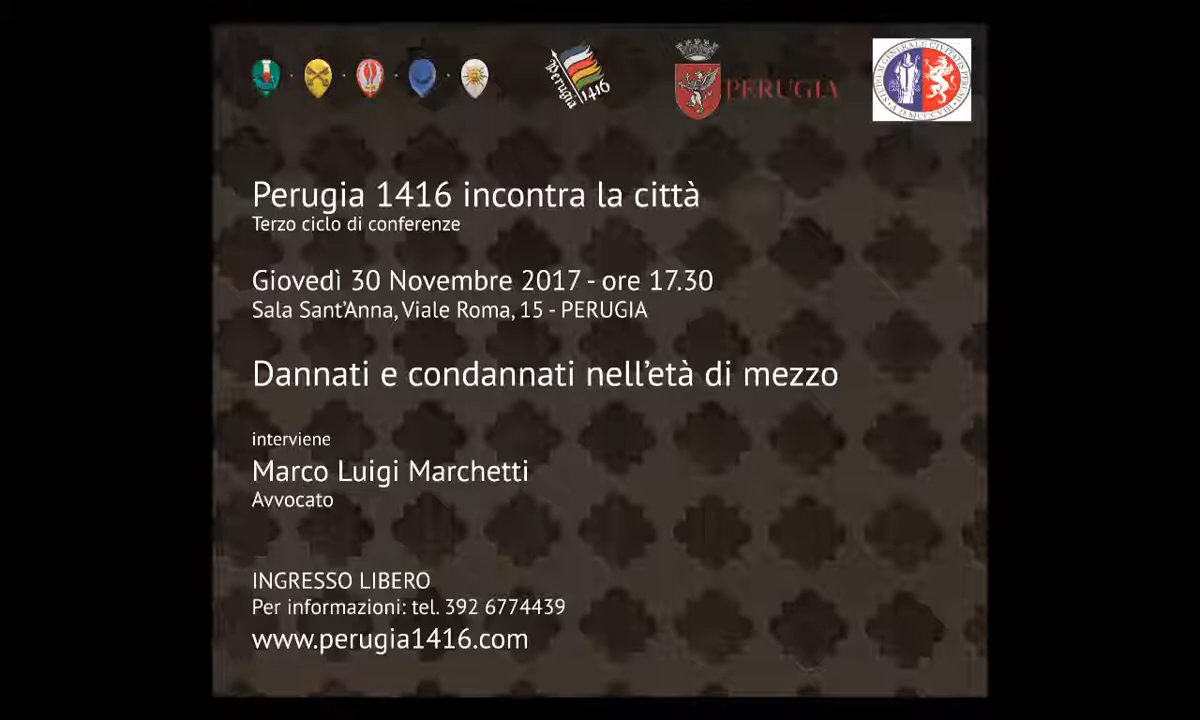 Perugia 1416
PERUGIA
Perugia 1416 incontra la città
Terzo ciclo di conferenze
Giovedì 30 Novembre 2017 - ore 17.30
Sala Sant'Anna, Viale Roma, 15 - PERUGIA
Dannati e condannati nell'età di mezzo
interviene
Marco Luigi Marchetti
Avvocato
INGRESSO LIBERO
Per informazioni: tel. 392 6774439
www.perugia1416.com